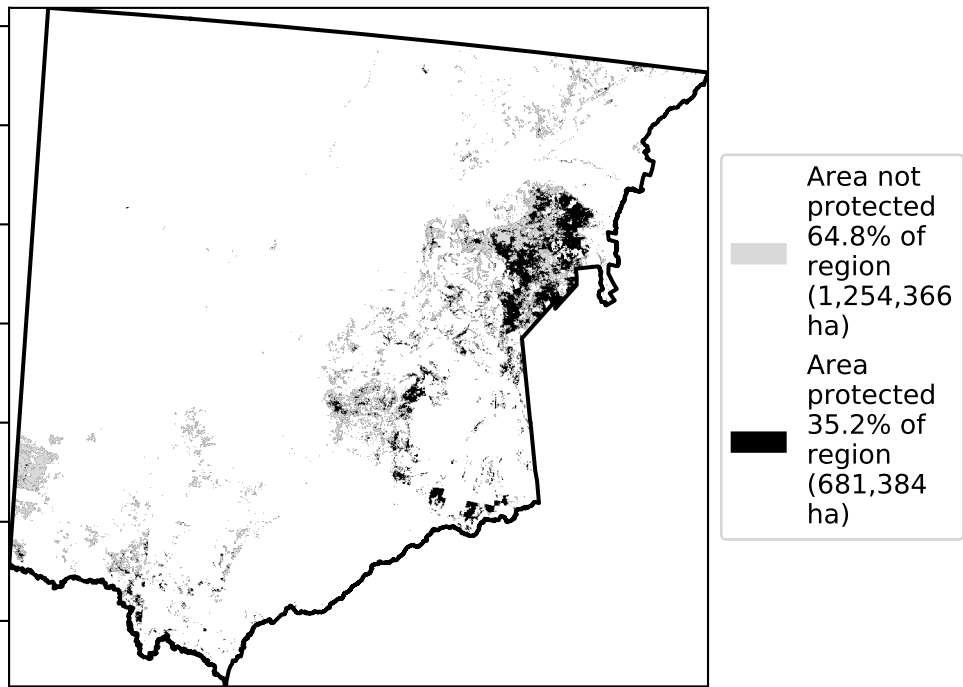 Area not
protected
64.8% of
region
(1,254,366
ha)
Area
protected
35.2% of
region
(681,384
ha)